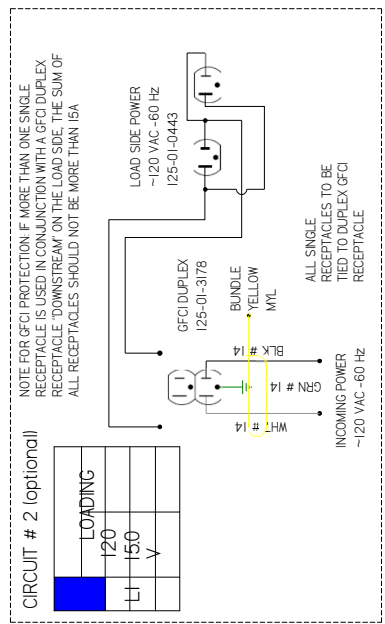 CIRCUIT # 2 (optional)
NOTE FOR GFCI PROTECTION: IF MORE THAN ONE SINGLE
RECEPTACLE IS USED IN CONJUNCTION WITH A GFCI DUPLEX
RECEPTACLE "DOWNSTREAM" ON THE LOAD SIDE, THE SUM OF
ALL RECEPTACLES SHOULD NOT BE MORE THAN 15A
LOADING
120
L1 15.0
V
LOAD SIDE POWER
~120 VAC -60 Hz
125-01-0443
GFCI DUPLEX
125-01-3178
BUNDLE
YELLOW
MYL
WHT # 14
GRN # 14
BLK # 14
INCOMING POWER
~120 VAC -60 Hz
ALL SINGLE
RECEPTACLES TO BE
TIED TO DUPLEX GFCI
RECEPTACLE